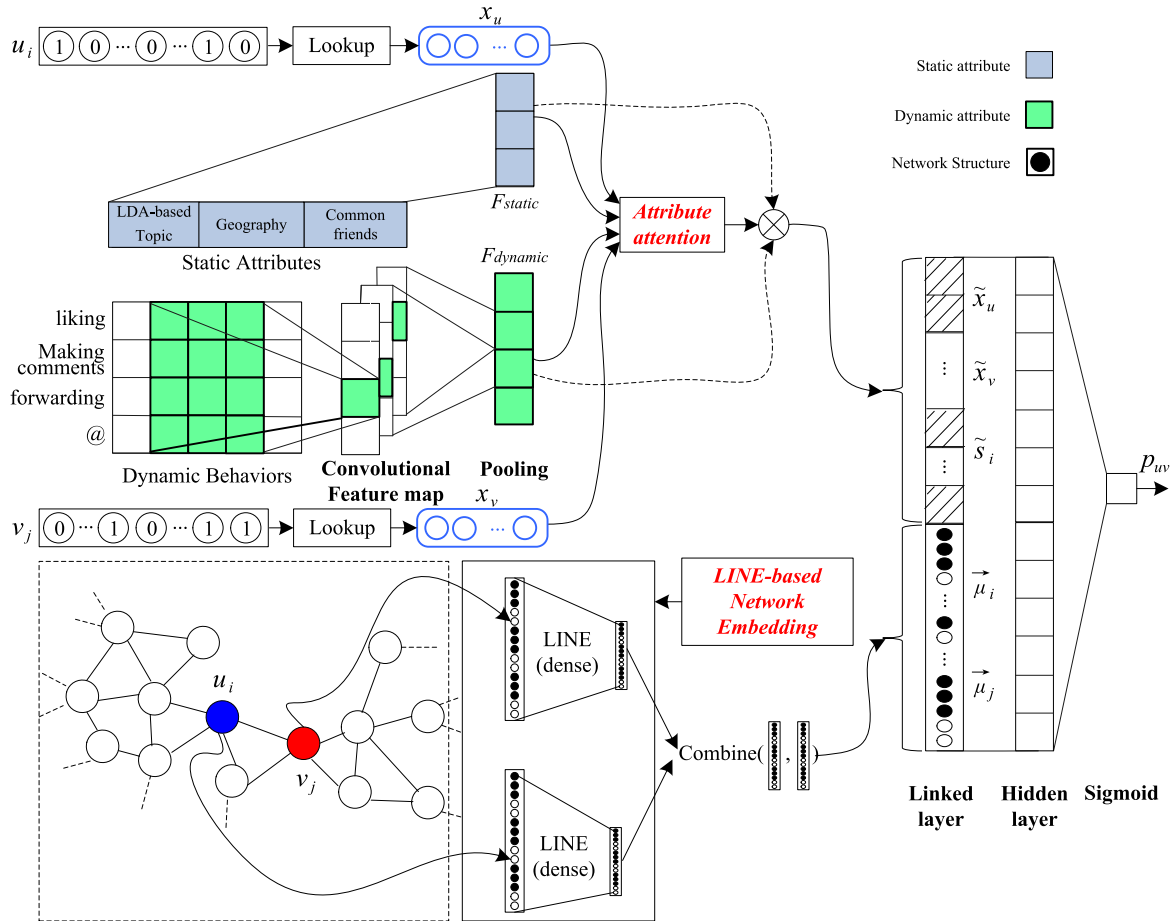 u_i 1 0 ... 0 ... 1 0 Lookup x_u ...
Static attribute
Dynamic attribute
Network Structure
F_static
LDA-based
Topic
Geography
Common
friends
Static Attributes
Attribute
attention
F_dynamic
liking
Making
comments
forwarding
@
Dynamic Behaviors
Convolutional
Feature map
Pooling
v_j 0 ... 1 0 ... 1 1 Lookup x_v ...
x̃_u
... x̃_v
s̃_i
...
μ⃗_i
...
...
μ⃗_j
p_uv
LINE-based
Network
Embedding
LINE
(dense)
u_i
v_j
Combine( , )
LINE
(dense)
Linked
layer
Hidden
layer
Sigmoid